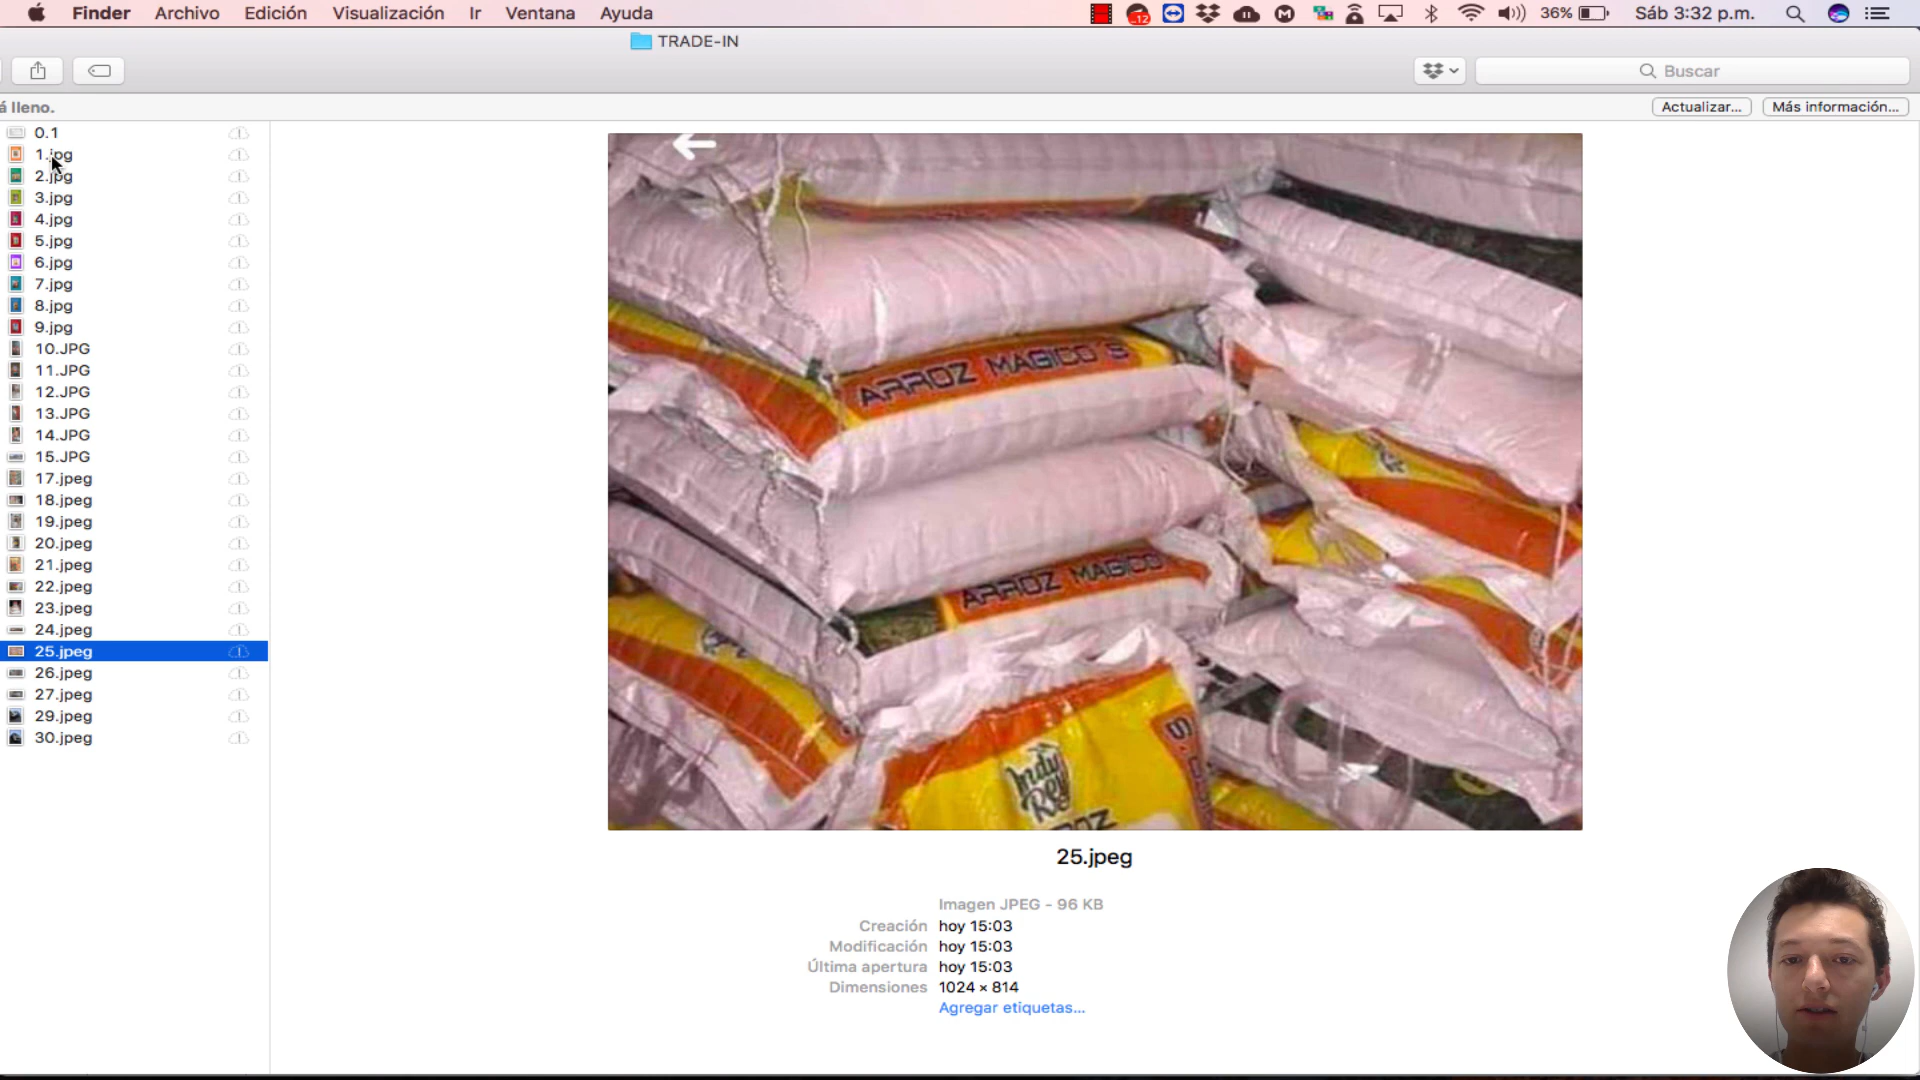 Finder Archivo Edición Visualización Ir Ventana Ayuda
12
36% Sáb 3:32 p.m.
TRADE-IN
Buscar
á lleno.
Actualizar... Más información...
0.1
1.jpg
2.jpg
3.jpg
4.jpg
5.jpg
6.jpg
7.jpg
8.jpg
9.jpg
10.JPG
11.JPG
12.JPG
13.JPG
14.JPG
15.JPG
17.jpeg
18.jpeg
19.jpeg
20.jpeg
21.jpeg
22.jpeg
23.jpeg
24.jpeg
25.jpeg
26.jpeg
27.jpeg
29.jpeg
30.jpeg
ARROZ MAGICO'S
ARROZ MAGICO
Indy
Rey
25.jpeg
Imagen JPEG - 96 KB
Creación hoy 15:03
Modificación hoy 15:03
Última apertura hoy 15:03
Dimensiones 1024 × 814
Agregar etiquetas...